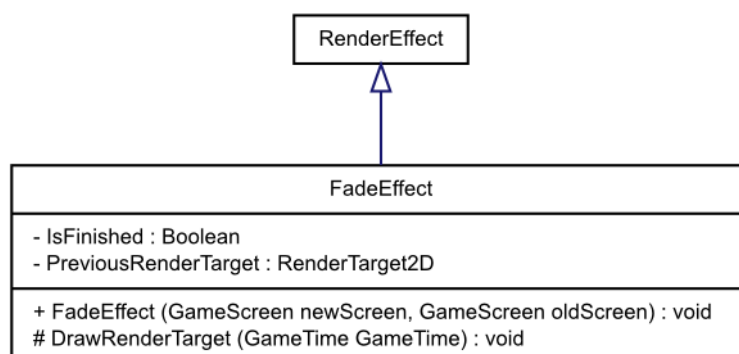 RenderEffect
FadeEffect
- IsFinished : Boolean
- PreviousRenderTarget : RenderTarget2D
+ FadeEffect (GameScreen newScreen, GameScreen oldScreen) : void
# DrawRenderTarget (GameTime GameTime) : void